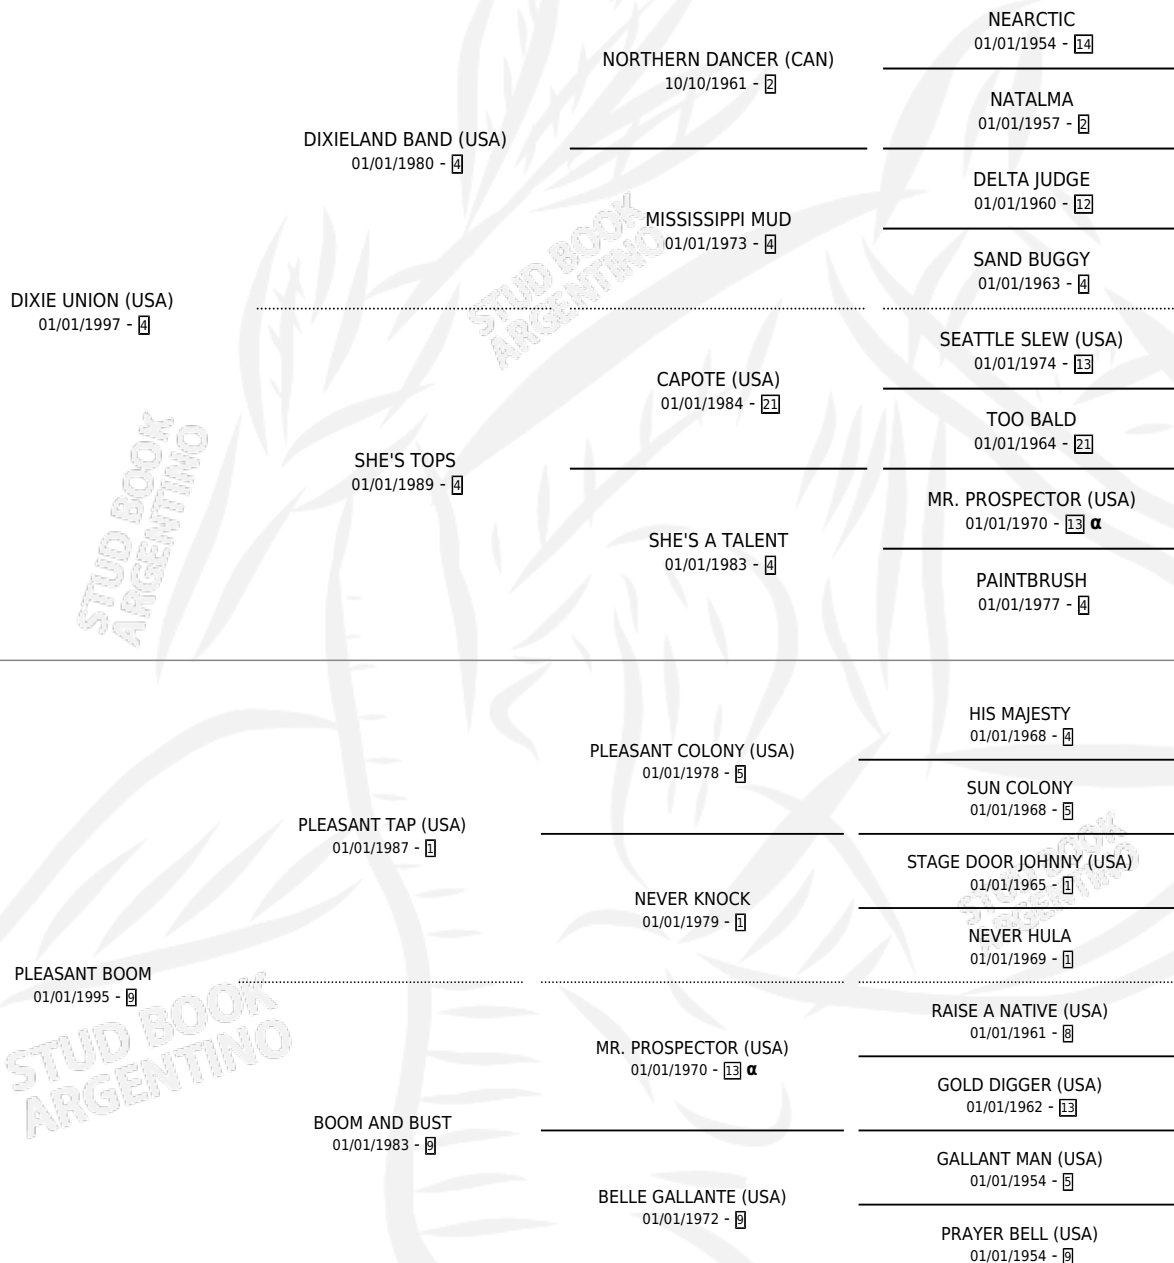 NEARCTIC
01/01/1954 - 14
NORTHERN DANCER (CAN)
10/10/1961 - 2
NATALMA
01/01/1957 - 2
DIXIELAND BAND (USA)
01/01/1980 - 4
DELTA JUDGE
01/01/1960 - 12
MISSISSIPPI MUD
01/01/1973 - 4
SAND BUGGY
01/01/1963 - 4
DIXIE UNION (USA)
01/01/1997 - 4
SEATTLE SLEW (USA)
01/01/1974 - 13
CAPOTE (USA)
01/01/1984 - 21
TOO BALD
01/01/1964 - 21
SHE'S TOPS
01/01/1989 - 4
MR. PROSPECTOR (USA)
01/01/1970 - 13 α
SHE'S A TALENT
01/01/1983 - 4
PAINTBRUSH
01/01/1977 - 4
HIS MAJESTY
01/01/1968 - 4
PLEASANT COLONY (USA)
01/01/1978 - 5
SUN COLONY
01/01/1968 - 5
PLEASANT TAP (USA)
01/01/1987 - 1
STAGE DOOR JOHNNY (USA)
01/01/1965 - 1
NEVER KNOCK
01/01/1979 - 1
NEVER HULA
01/01/1969 - 1
PLEASANT BOOM
01/01/1995 - 9
RAISE A NATIVE (USA)
01/01/1961 - 8
MR. PROSPECTOR (USA)
01/01/1970 - 13 α
GOLD DIGGER (USA)
01/01/1962 - 13
BOOM AND BUST
01/01/1983 - 9
GALLANT MAN (USA)
01/01/1954 - 5
BELLE GALLANTE (USA)
01/01/1972 - 9
PRAYER BELL (USA)
01/01/1954 - 9
STUD BOOK
ARGENTINO
STUD BOOK
ARGENTINO
STUD BOOK
ARGENTINO
STUD BOOK
ARGENTINO